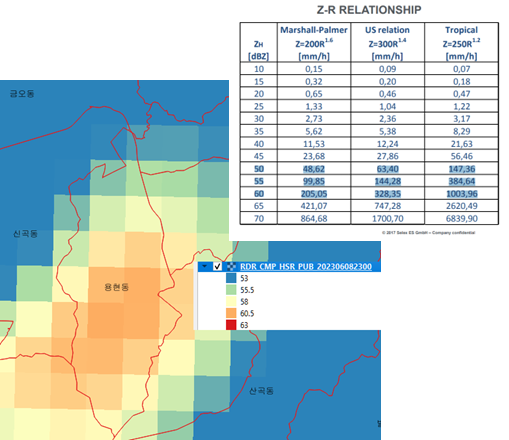 Z-R RELATIONSHIP
ZH [dBZ] Marshall-Palmer Z=200R1.6 [mm/h] US relation Z=300R1.4 [mm/h] Tropical Z=250R1.2 [mm/h]
10 0,15 0,09 0,07
15 0,32 0,20 0,18
20 0,65 0,46 0,47
25 1,33 1,04 1,22
30 2,73 2,36 3,17
35 5,62 5,38 8,29
40 11,53 12,24 21,63
45 23,68 27,86 56,46
50 48,62 63,40 147,36
55 99,85 144,28 384,64
60 205,05 328,35 1003,96
65 421,07 747,28 2620,49
70 864,68 1700,70 6839,90
© 2017 Selex ES GmbH – Company confidential
금오동
신곡동
용현동
산곡동
RDR_CMP_HSR_PUB_202306082300
53
55.5
58
60.5
63